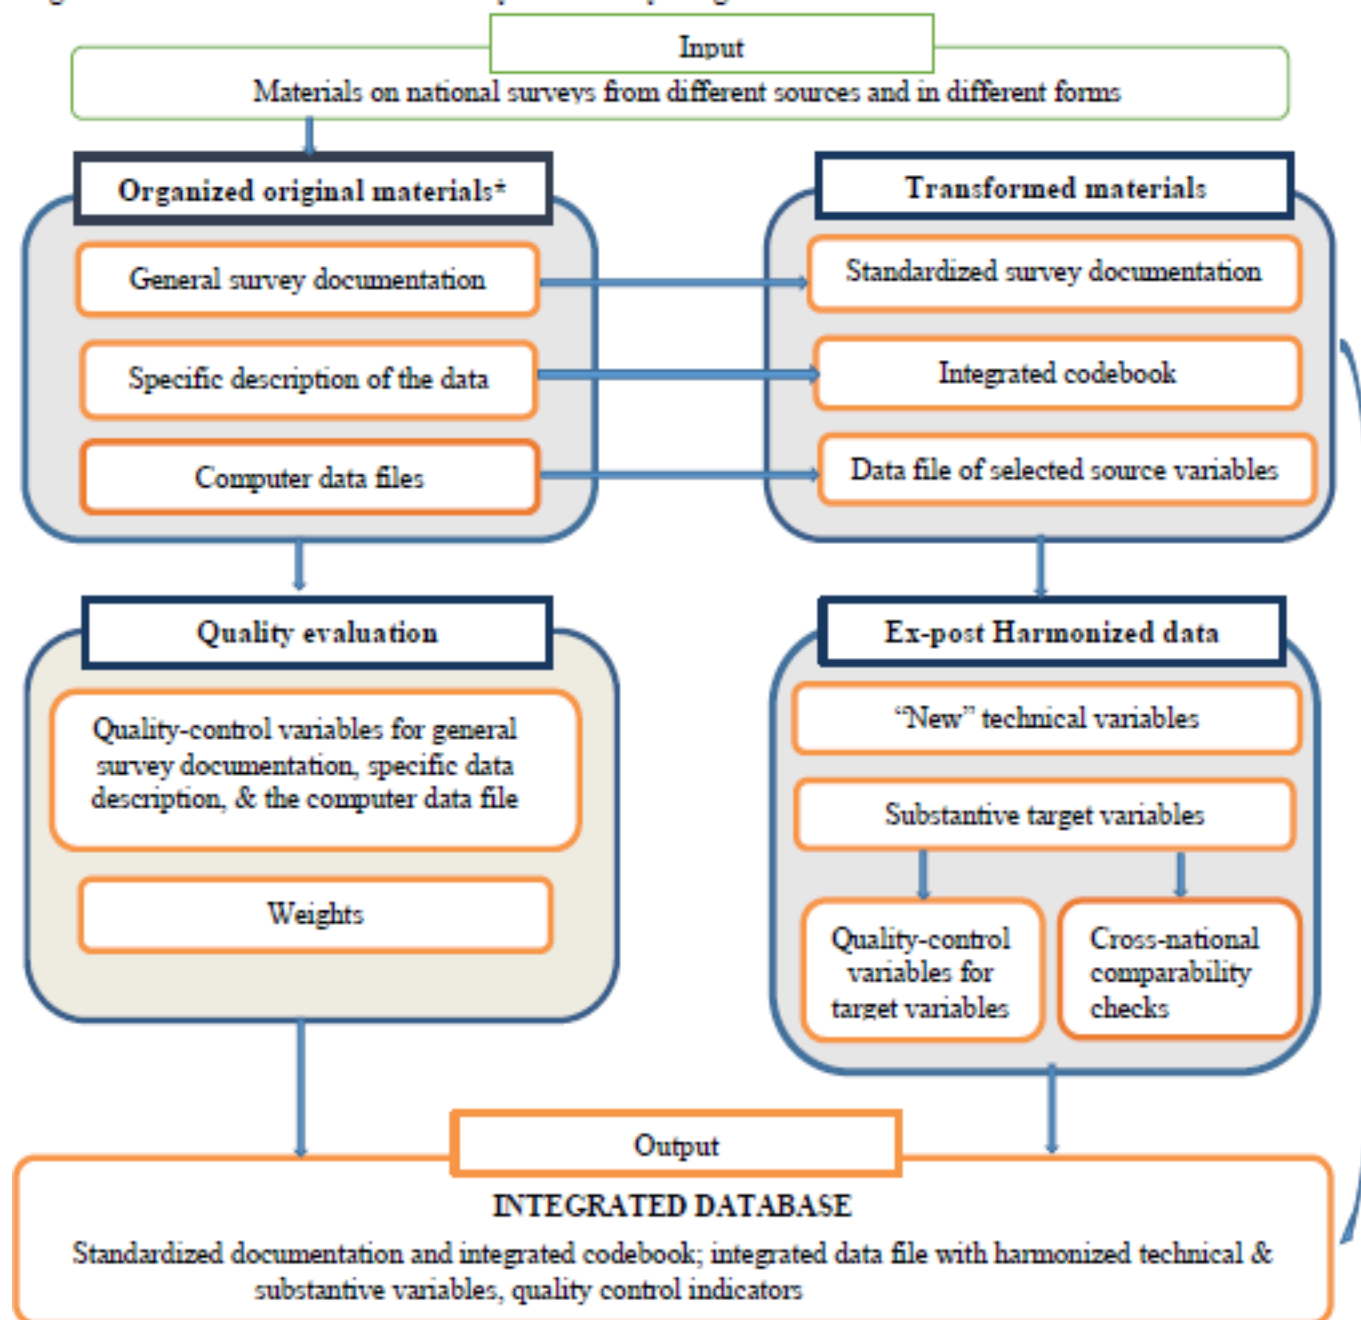 Input
Materials on national surveys from different sources and in different forms
Organized original materials*
General survey documentation
Specific description of the data
Computer data files
Transformed materials
Standardized survey documentation
Integrated codebook
Data file of selected source variables
Quality evaluation
Quality-control variables for general
survey documentation, specific data
description, & the computer data file
Weights
Ex-post Harmonized data
“New” technical variables
Substantive target variables
Quality-control
variables for
target variables
Cross-national
comparability
checks
Output
INTEGRATED DATABASE
Standardized documentation and integrated codebook; integrated data file with harmonized technical &
substantive variables, quality control indicators